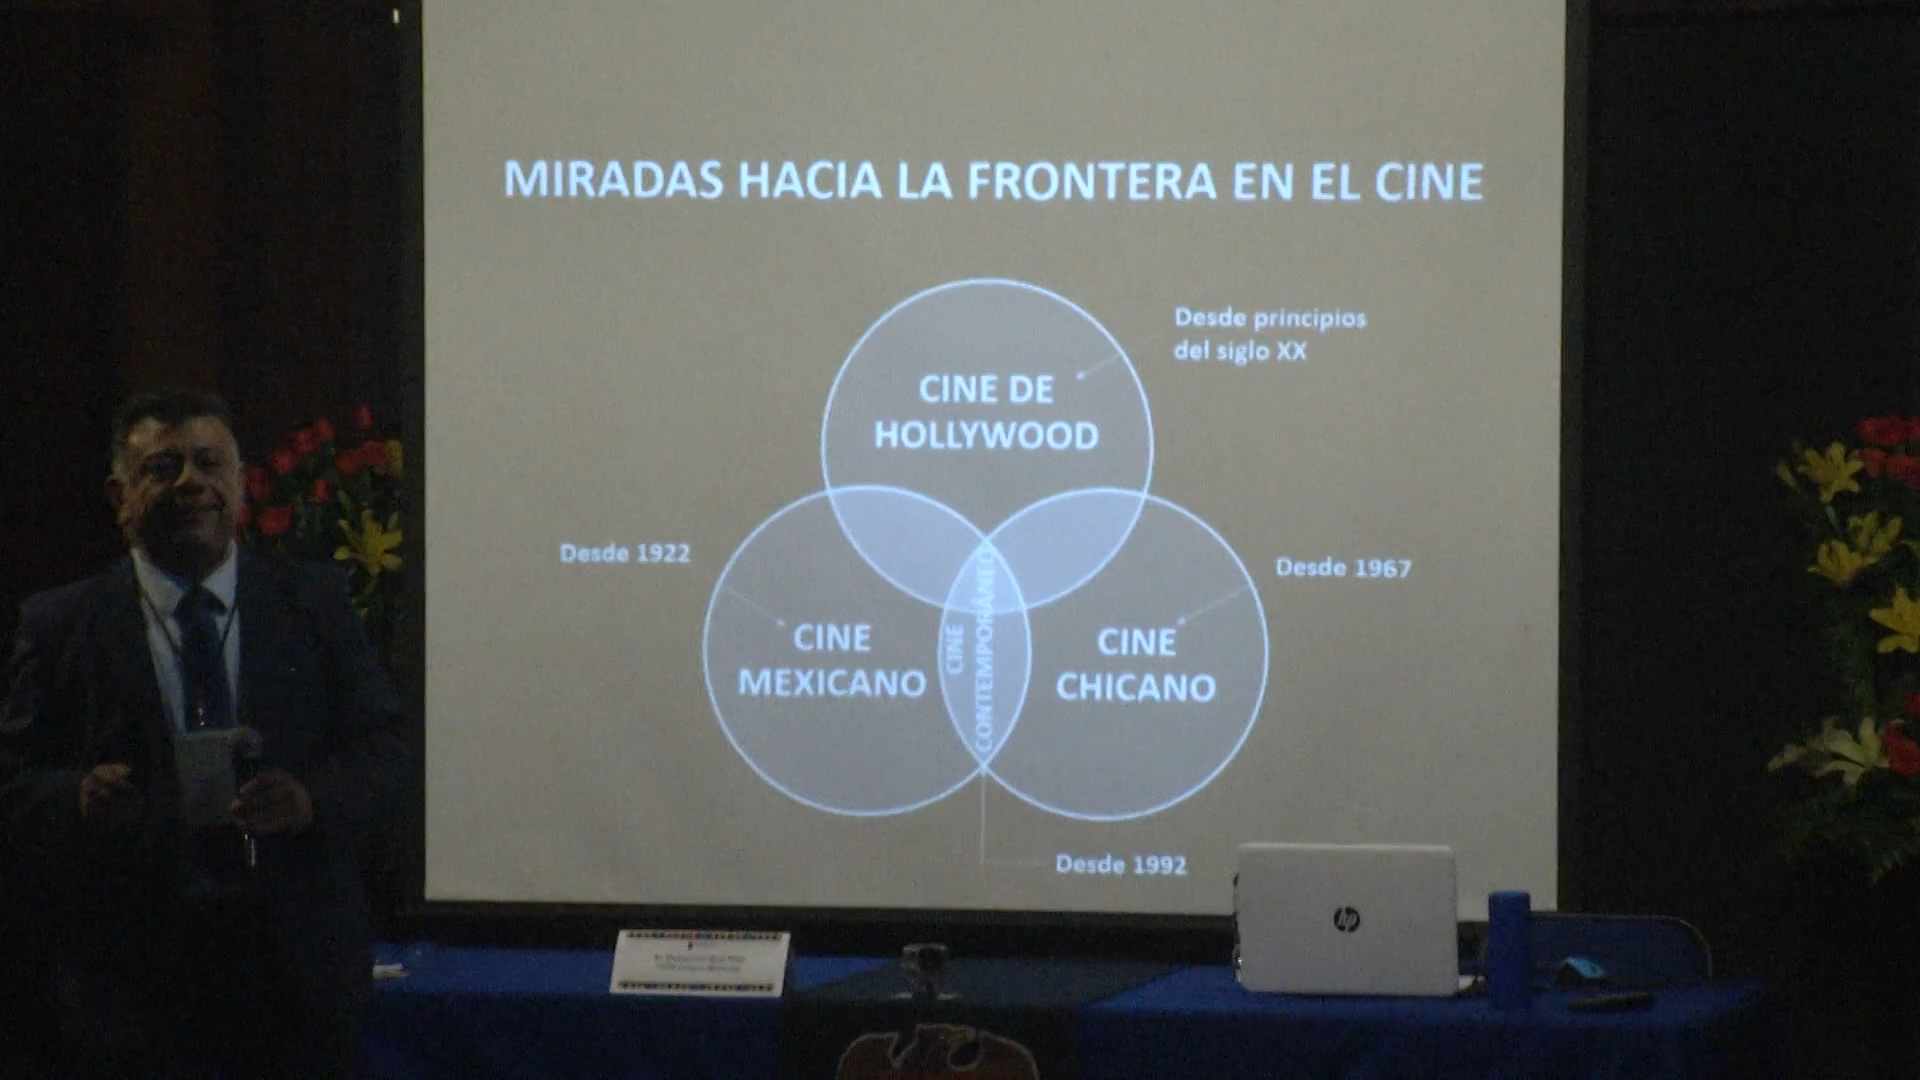 MIRADAS HACIA LA FRONTERA EN EL CINE
Desde principios
del siglo XX
CINE DE
HOLLYWOOD
Desde 1922
Desde 1967
CINE
MEXICANO
CINE
CONTEMPORÁNEO
CINE
CHICANO
Desde 1992
hp